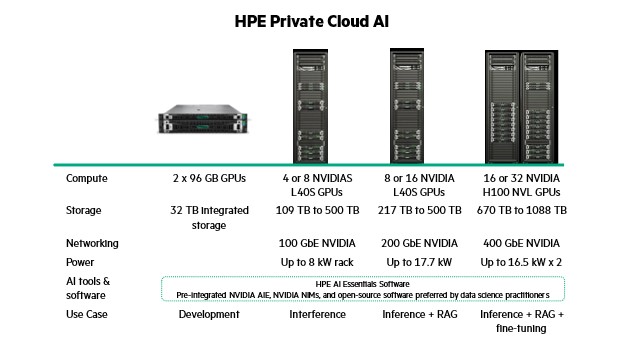 HPE Private Cloud AI
Compute
2 x 96 GB GPUs
4 or 8 NVIDIAS
L40S GPUs
8 or 16 NVIDIA
L40S GPUs
16 or 32 NVIDIA
H100 NVL GPUs
Storage
32 TB integrated
storage
109 TB to 500 TB
217 TB to 500 TB
670 TB to 1088 TB
Networking
100 GbE NVIDIA
200 GbE NVIDIA
400 GbE NVIDIA
Power
Up to 8 kW rack
Up to 17.7 kW
Up to 16.5 kW x 2
AI tools &
software
HPE AI Essentials Software
Pre-integrated NVIDIA AIE, NVIDIA NIMs, and open-source software preferred by data science practitioners
Use Case
Development
Interference
Inference + RAG
Inference + RAG +
fine-tuning